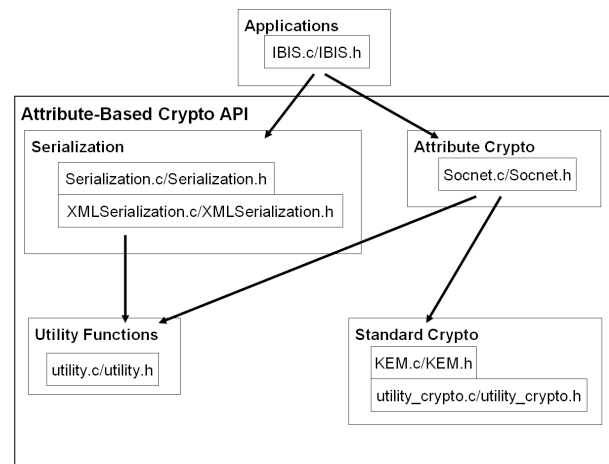 Applications
IBIS.c/IBIS.h
Attribute-Based Crypto API
Serialization
Serialization.c/Serialization.h
XMLSerialization.c/XMLSerialization.h
Attribute Crypto
Socnet.c/Socnet.h
Utility Functions
utility.c/utility.h
Standard Crypto
KEM.c/KEM.h
utility_crypto.c/utility_crypto.h